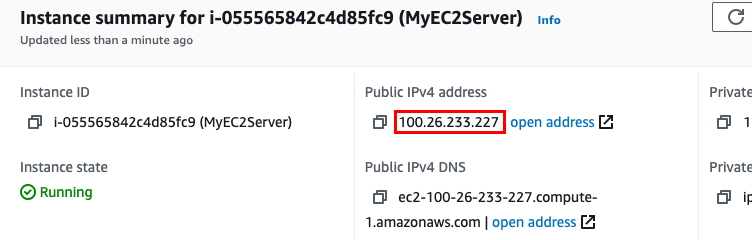 Instance summary for i-055565842c4d85fc9 (MyEC2Server) Info
Updated less than a minute ago
Instance ID
i-055565842c4d85fc9 (MyEC2Server)
Instance state
Running
Public IPv4 address
100.26.233.227 open address
Public IPv4 DNS
ec2-100-26-233-227.compute-
1.amazonaws.com | open address
Private
1
Private
ip